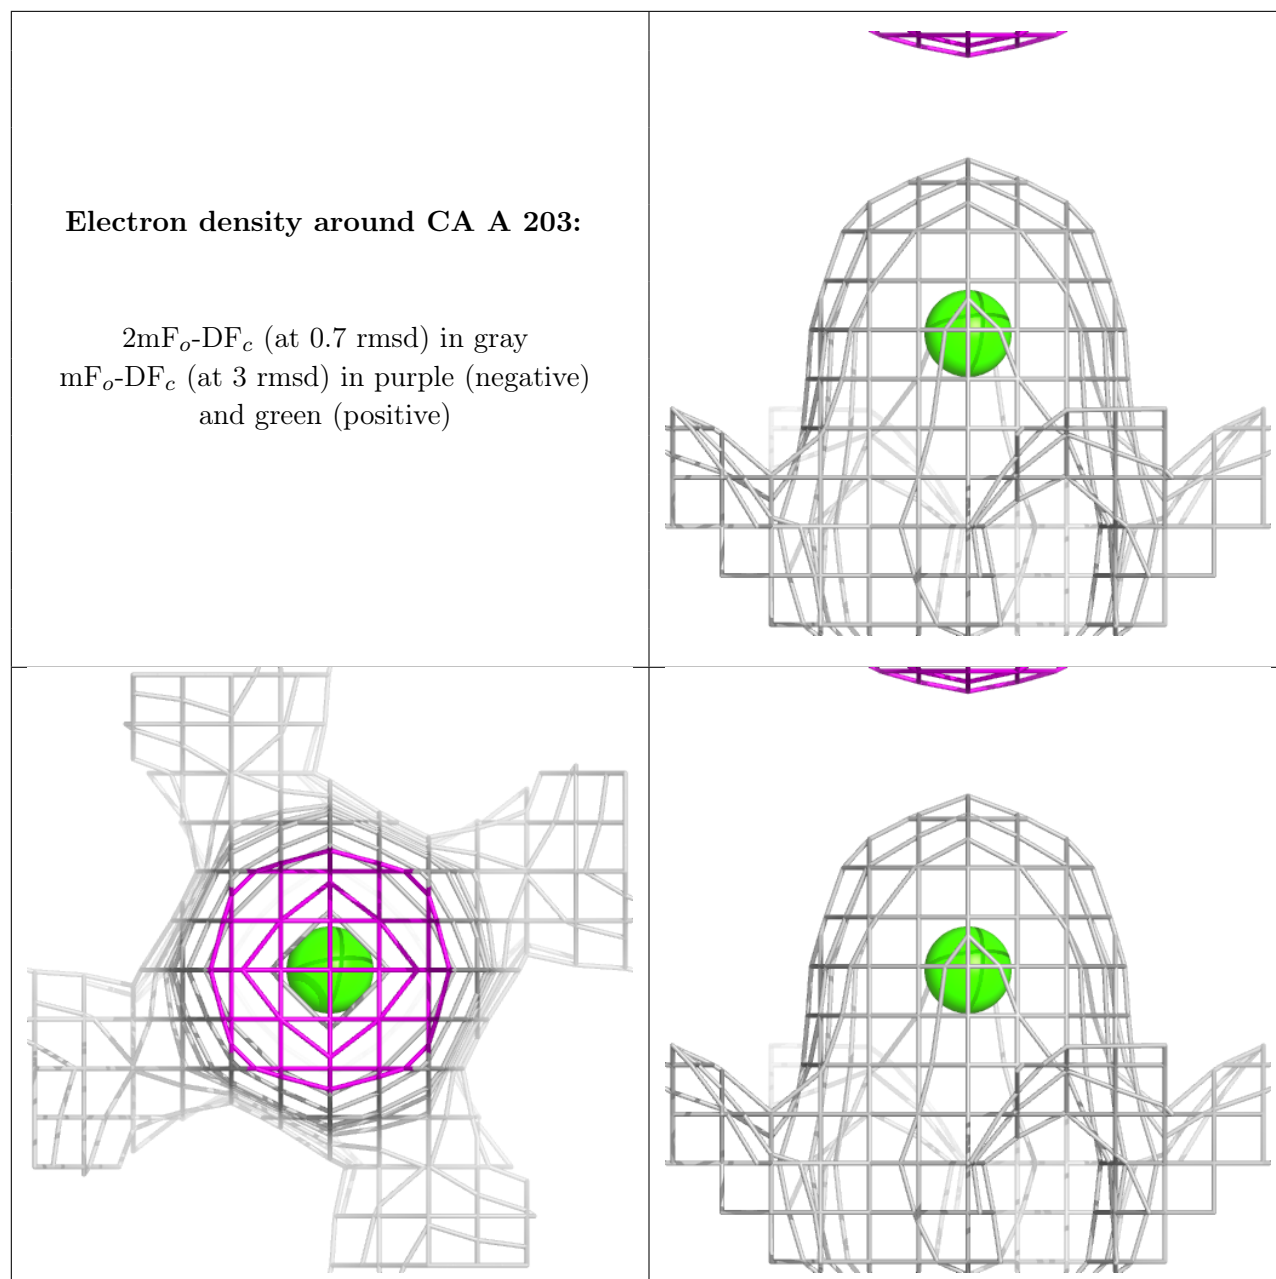 Electron density around CA A 203:
2mFo-DFc (at 0.7 rmsd) in gray
mFo-DFc (at 3 rmsd) in purple (negative)
and green (positive)